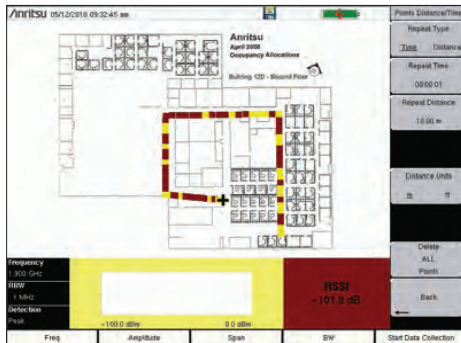 Anritsu 05/12/2010 09:32:45 am
Points Distance/Time
Anritsu
April 2008
Occupancy Allocations
Building 12D - Second Floor
Repeat Type
Time Distance
Repeat Time
00:00:01
Repeat Distance
10.00 m
Distance Units
m ft
Delete
ALL
Points
Back
Frequency
1.900 GHz
RBW
1 MHz
Detection
Peak
-100.0 dBm 0.0 dBm
RSSI
-101.8 dB
Freq Amplitude Span BW Start Data Collection